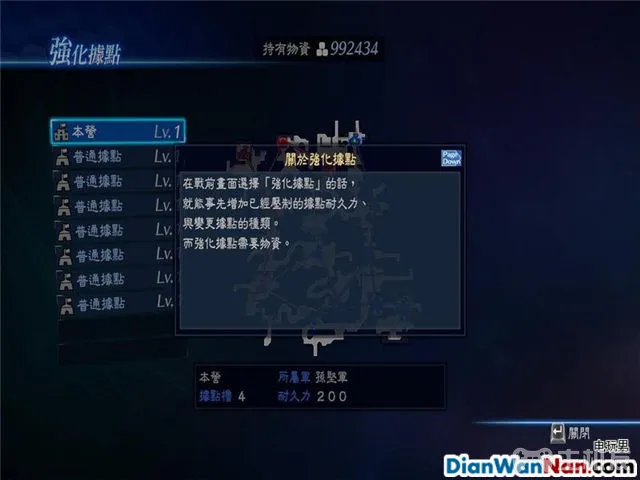 強化據點
持有物資 992434
本營 Lv.1
普通據點 Lv.
普通據點 Lv.
普通據點 Lv.
普通據點 Lv.
普通據點 Lv.
普通據點 Lv.
普通據點 Lv.
關於強化據點
Page Down
在戰前畫面選擇「強化據點」的話，
就能事先增加已經壓制的據點耐久力、
與變更據點的種類。
而強化據點需要物資。
本營 所屬軍 孫堅軍
據點檔 4 耐久力 200
關閉
电玩男
DianWanNan.com